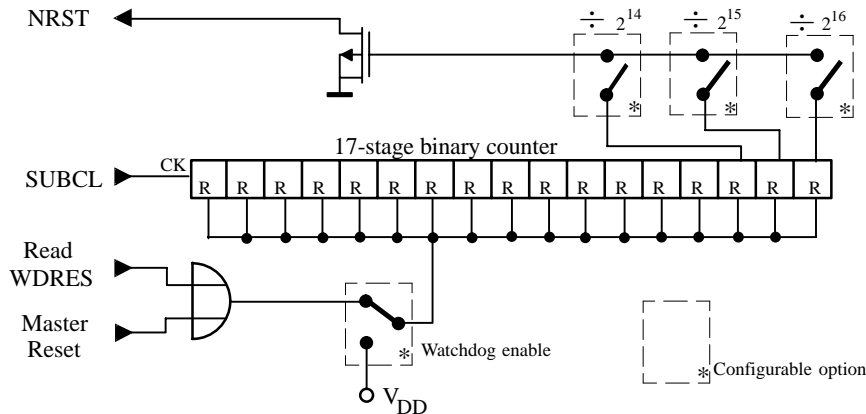 NRST
÷ 2^14 ÷ 2^15 ÷ 2^16
* * *
17-stage binary counter
SUBCL CK
R R R R R R R R R R R R R R R R R
Read
WDRES
Master
Reset
* Watchdog enable
V_DD
* Configurable option